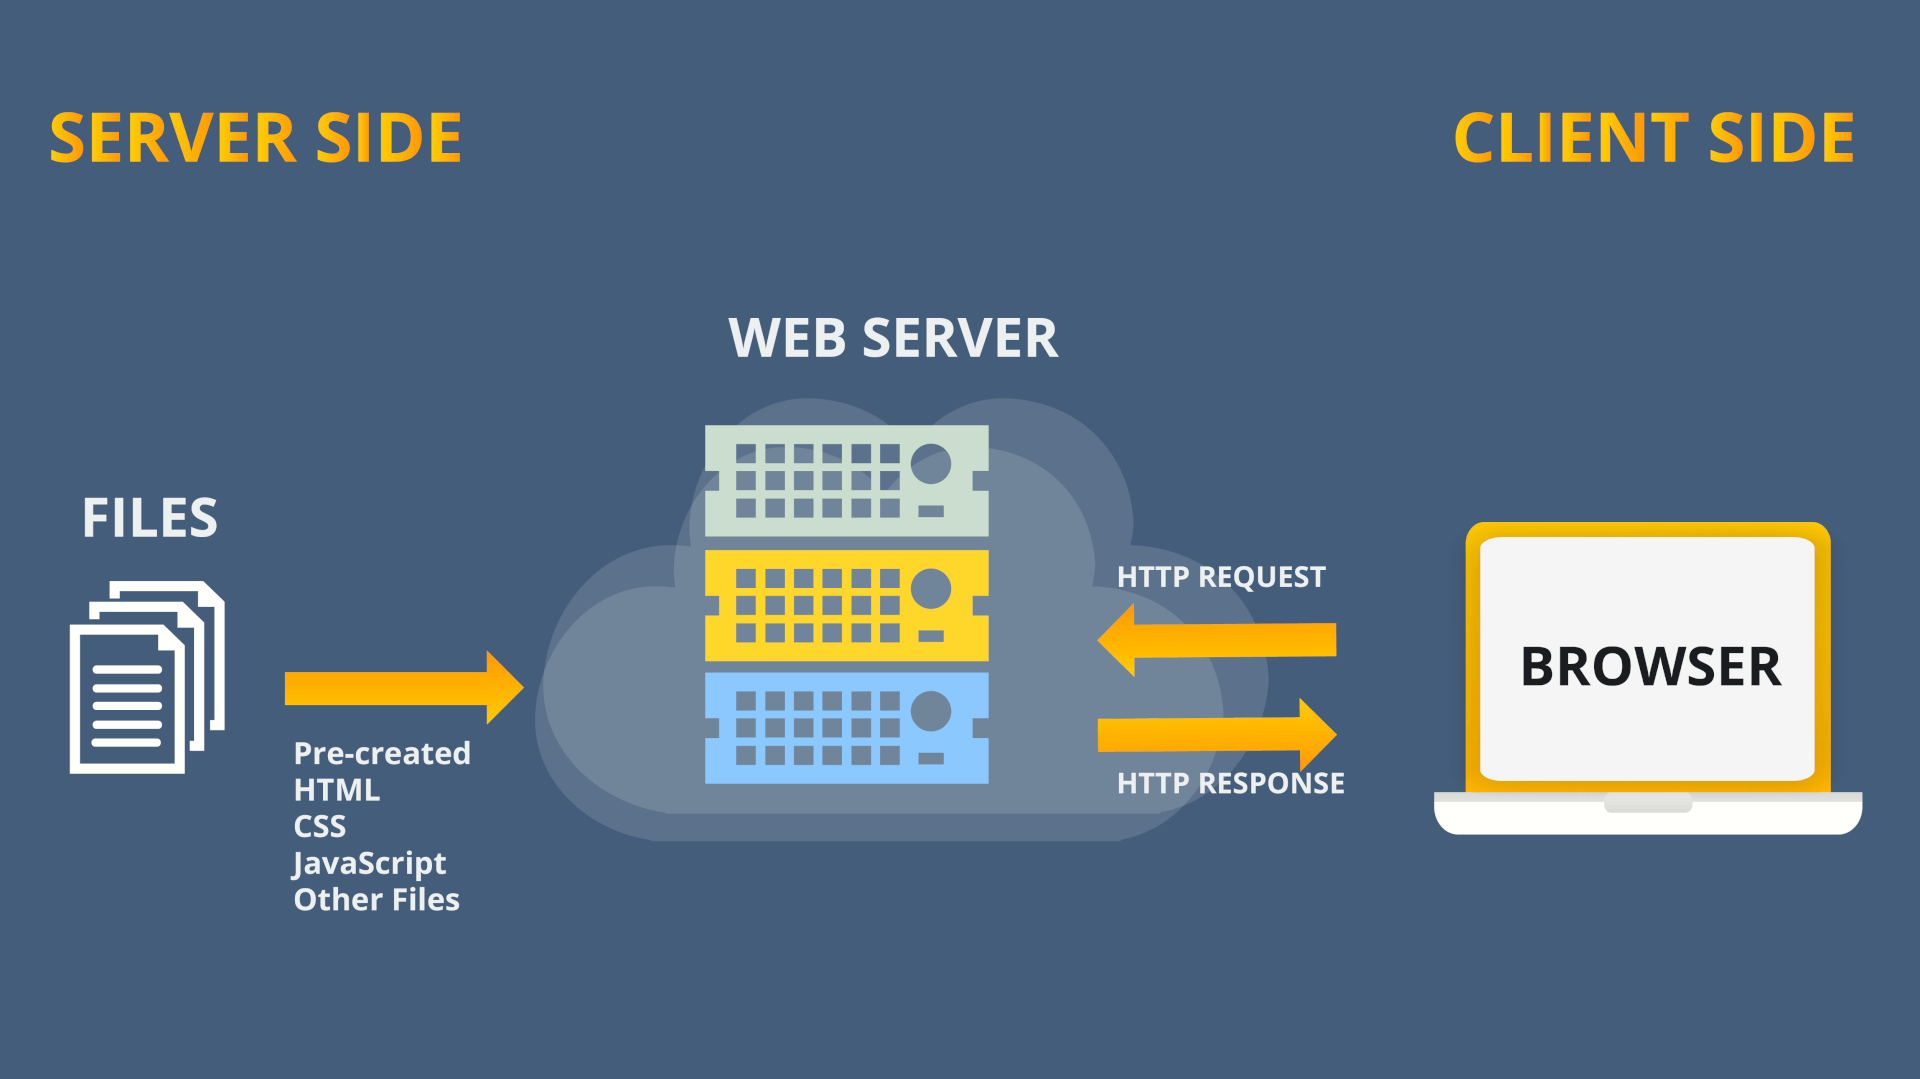 SERVER SIDE
CLIENT SIDE
WEB SERVER
FILES
Pre-created
HTML
CSS
JavaScript
Other Files
HTTP REQUEST
HTTP RESPONSE
BROWSER